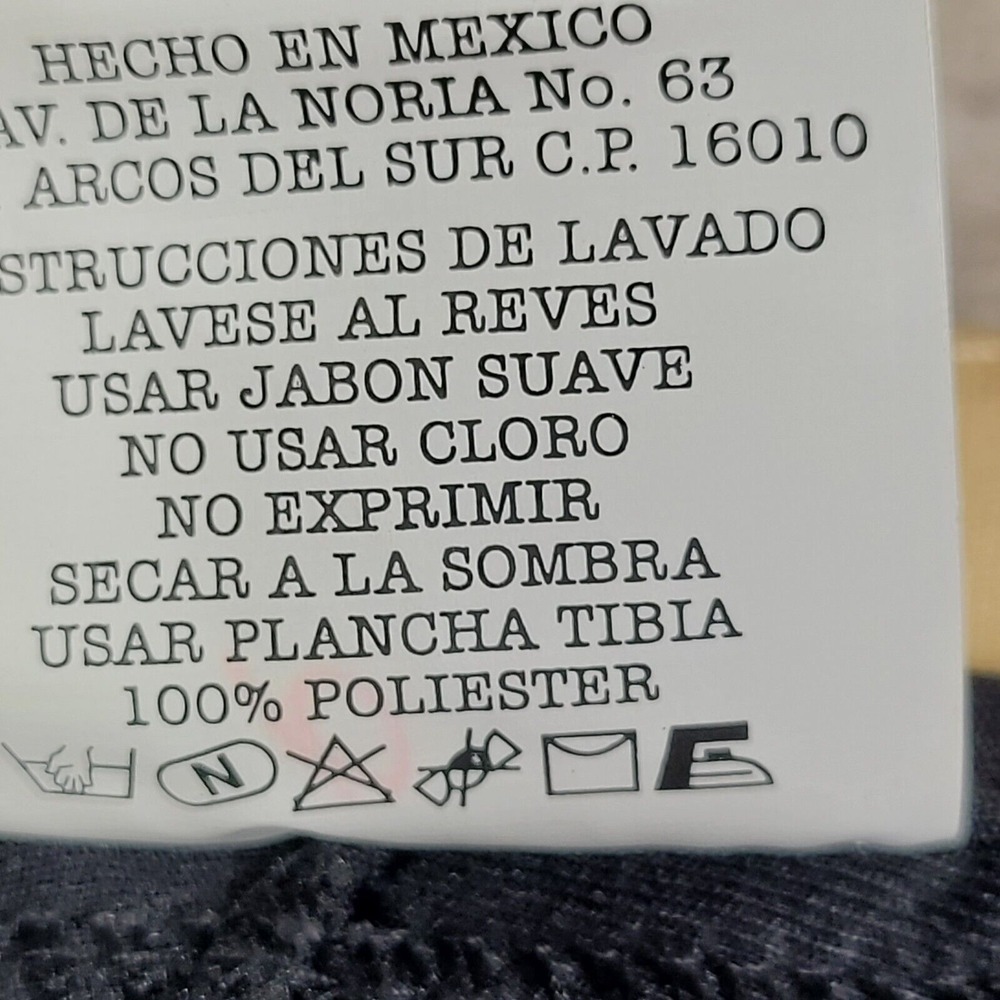 HECHO EN MEXICO
AV. DE LA NORIA No. 63
ARCOS DEL SUR C.P. 16010
STRUCCIONES DE LAVADO
LAVESE AL REVES
USAR JABON SUAVE
NO USAR CLORO
NO EXPRIMIR
SECAR A LA SOMBRA
USAR PLANCHA TIBIA
100% POLIESTER
N